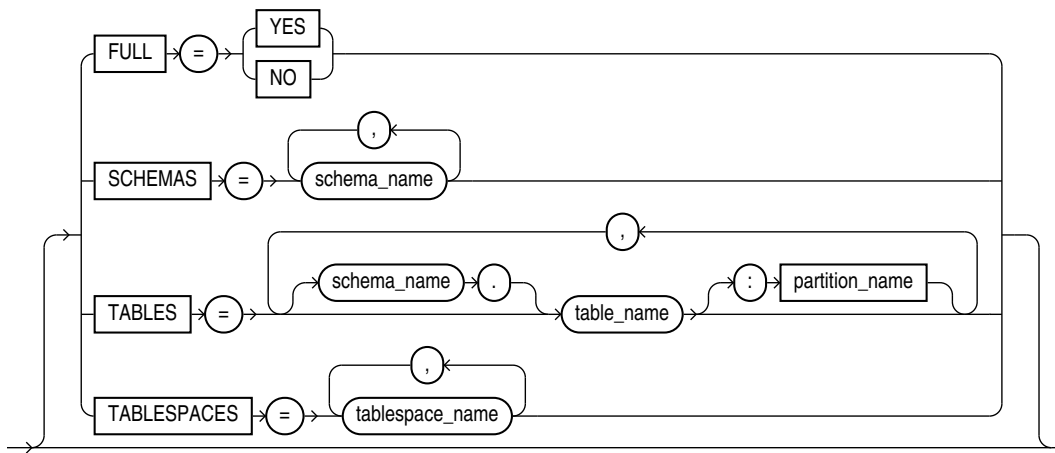 YES
FULL =
NO
,
SCHEMAS = schema_name
,
schema_name . : partition_name
TABLES = table_name
,
TABLESPACES = tablespace_name